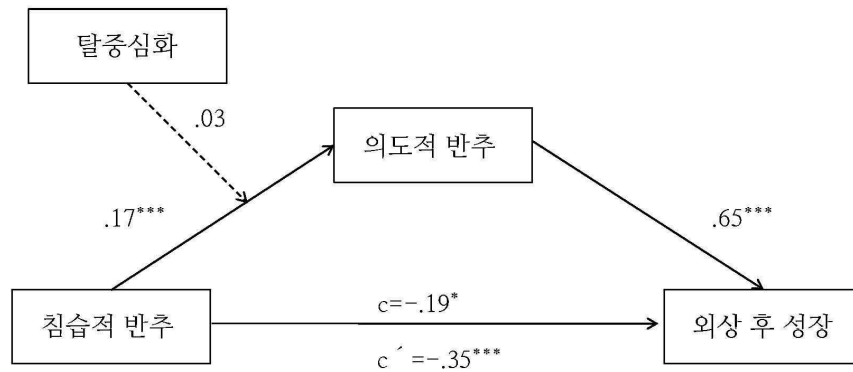 탈중심화
.03
의도적 반추
.17***
.65***
침습적 반추
c=-.19*
외상 후 성장
c´=-.35***